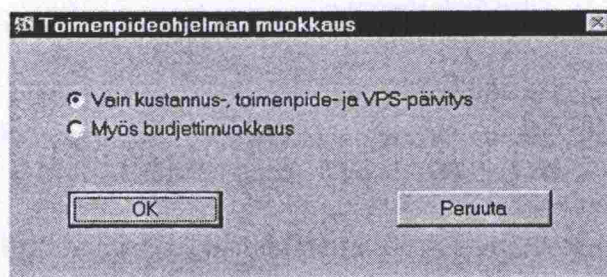 Toimenpideohjelman muokkaus
Vain kustannus-, toimenpide- ja VPS-päivitys
Myös budjettimuokkaus
OK
Peruuta